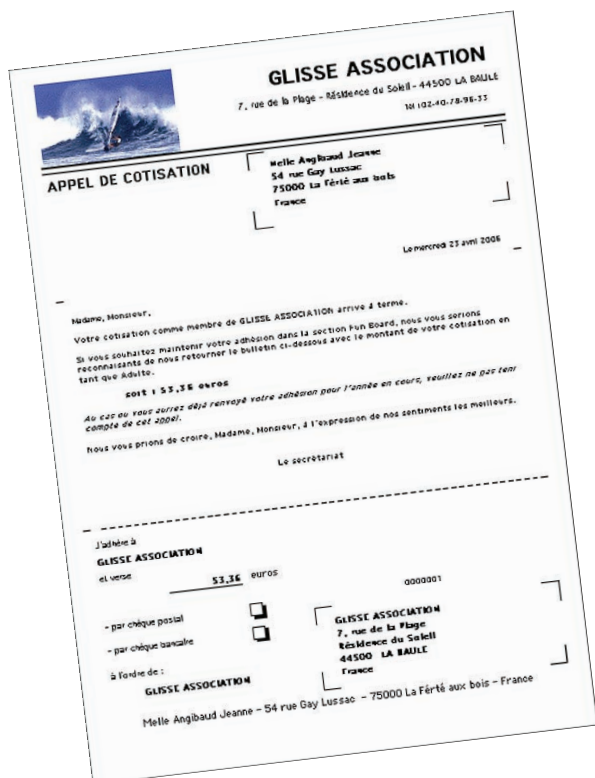 GLISSE ASSOCIATION
7, rue de la Plage - Résidence du Soleil - 44500 LA BAULE
Tél :02-40-78-96-33
APPEL DE COTISATION
Melle Angibaud Jeanne
54 rue Gay Lussac
75000 La Férté aux bois
France
Le mercredi 23 avril 2006
Madame, Monsieur,
Votre cotisation comme membre de GLISSE ASSOCIATION arrive à terme.
Si vous souhaitez maintenir votre adhésion dans la section Fun Board, nous vous serions
reconnaisants de nous retourner le bulletin ci-dessous avec le montant de votre cotisation en
tant que Adulte.
soit : 53,36 euros
Au cas ou vous auriez déjà renvoyé votre adhésion pour l'année en cours, veuillez ne pas teni
compte de cet appel.
Nous vous prions de croire, Madame, Monsieur, à l'expression de nos sentiments les meilleurs.
Le secrétariat
J'adhère à
GLISSE ASSOCIATION
et verse 53,36 euros
0000001
- par chèque postal
- par chèque bancaire
à l'ordre de :
GLISSE ASSOCIATION
GLISSE ASSOCIATION
7, rue de la Plage
Résidence du Soleil
44500 LA BAULE
France
Melle Angibaud Jeanne - 54 rue Gay Lussac - 75000 La Férté aux bois - France